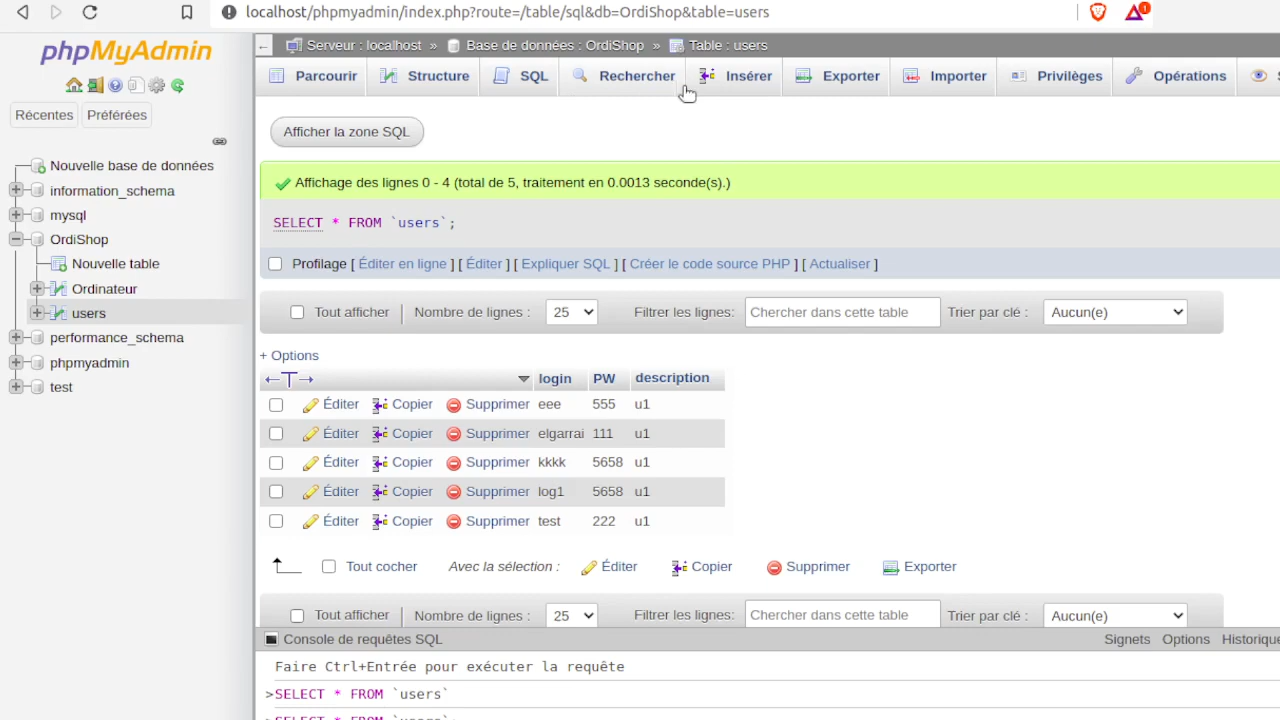 localhost/phpmyadmin/index.php?route=/table/sql&db=OrdiShop&table=users
1
phpMyAdmin
Récentes Préférées
Nouvelle base de données
information_schema
mysql
OrdiShop
Nouvelle table
Ordinateur
users
performance_schema
phpmyadmin
test
Serveur : localhost » Base de données : OrdiShop » Table : users
Parcourir Structure SQL Rechercher Insérer Exporter Importer Privilèges Opérations
Afficher la zone SQL
Affichage des lignes 0 - 4 (total de 5, traitement en 0.0013 seconde(s).)
SELECT * FROM `users`;
Profilage [ Éditer en ligne ] [ Éditer ] [ Expliquer SQL ] [ Créer le code source PHP ] [ Actualiser ]
Tout afficher | Nombre de lignes : 25 Filtrer les lignes: Chercher dans cette table Trier par clé : Aucun(e)
+ Options
←T→ login PW description
Éditer Copier Supprimer eee 555 u1
Éditer Copier Supprimer elgarrai 111 u1
Éditer Copier Supprimer kkkk 5658 u1
Éditer Copier Supprimer log1 5658 u1
Éditer Copier Supprimer test 222 u1
Tout cocher Avec la sélection : Éditer Copier Supprimer Exporter
Tout afficher | Nombre de lignes : 25 Filtrer les lignes: Chercher dans cette table Trier par clé : Aucun(e)
Console de requêtes SQL Signets Options Historique
Faire Ctrl+Entrée pour exécuter la requête
>SELECT * FROM `users`
>SELECT * FROM `users`;